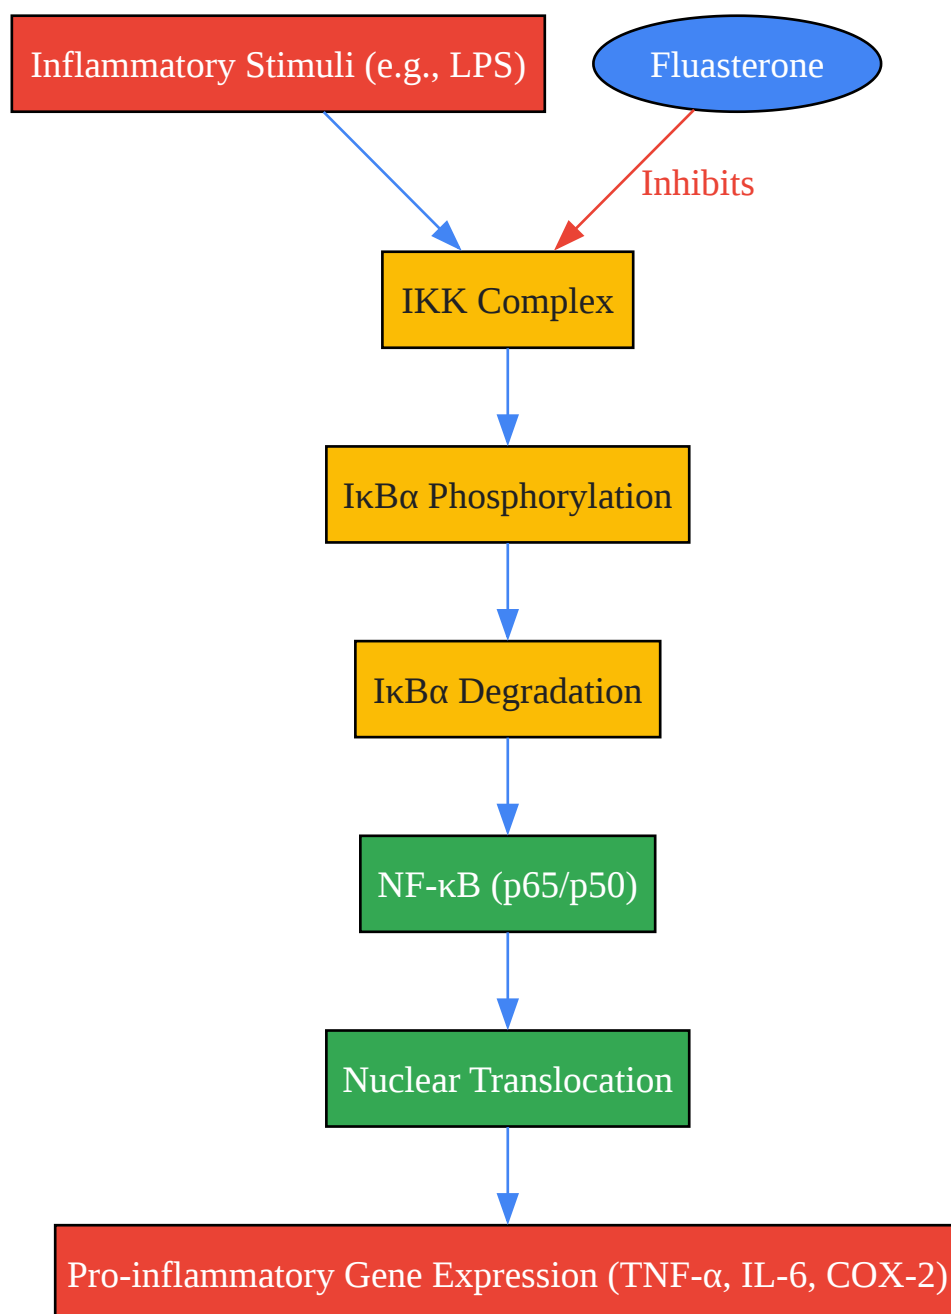 Inflammatory Stimuli (e.g., LPS)
Fluasterone
Inhibits
IKK Complex
IκBα Phosphorylation
IκBα Degradation
NF-κB (p65/p50)
Nuclear Translocation
Pro-inflammatory Gene Expression (TNF-α, IL-6, COX-2)